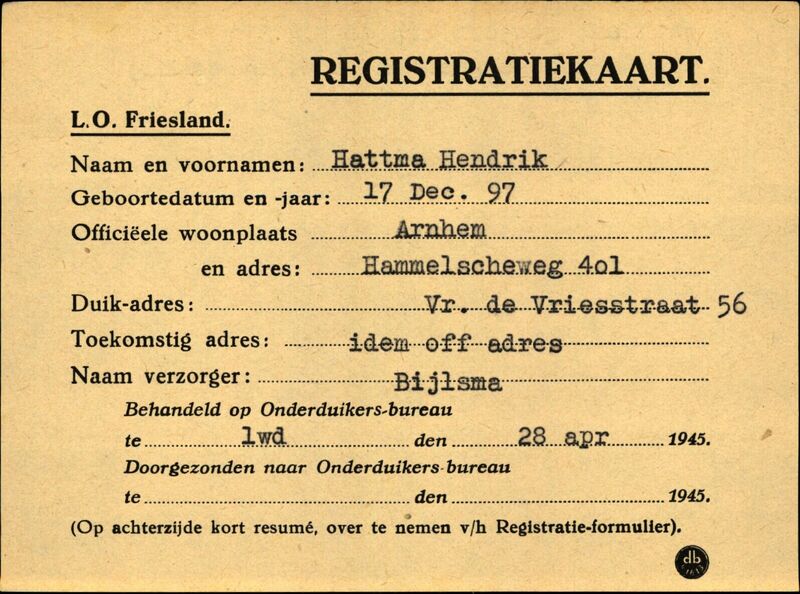 REGISTRATIEKAART.
L.O. Friesland.
Naam en voornamen: Hattma Hendrik
Geboortedatum en -jaar: 17 Dec. 97
Officiëele woonplaats Arnhem
en adres: Hammelscheweg 4o1
Duik-adres: Vr. de Vriesstraat 56
Toekomstig adres: idem off adres
Naam verzorger: Bijlsma
Behandeld op Onderduikers-bureau
te lwd den 28 apr 1945.
Doorgezonden naar Onderduikers-bureau
te den 1945.
(Op achterzijde kort resumé, over te nemen v/h Registratie-formulier).
db